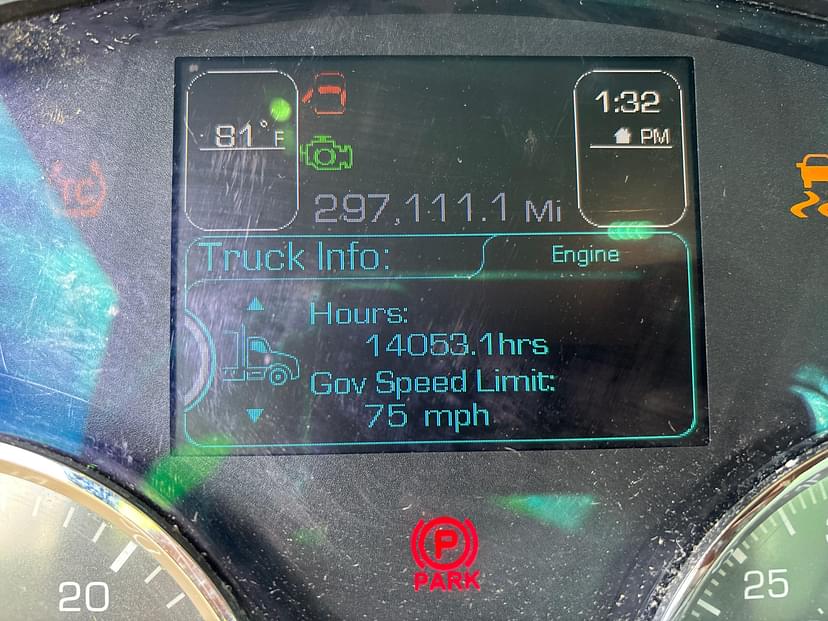 81°F
1:32
PM
TC
297,111.1 Mi
Truck Info:
Engine
Hours:
14053.1hrs
Gov Speed Limit:
75 mph
P
PARK
20
25